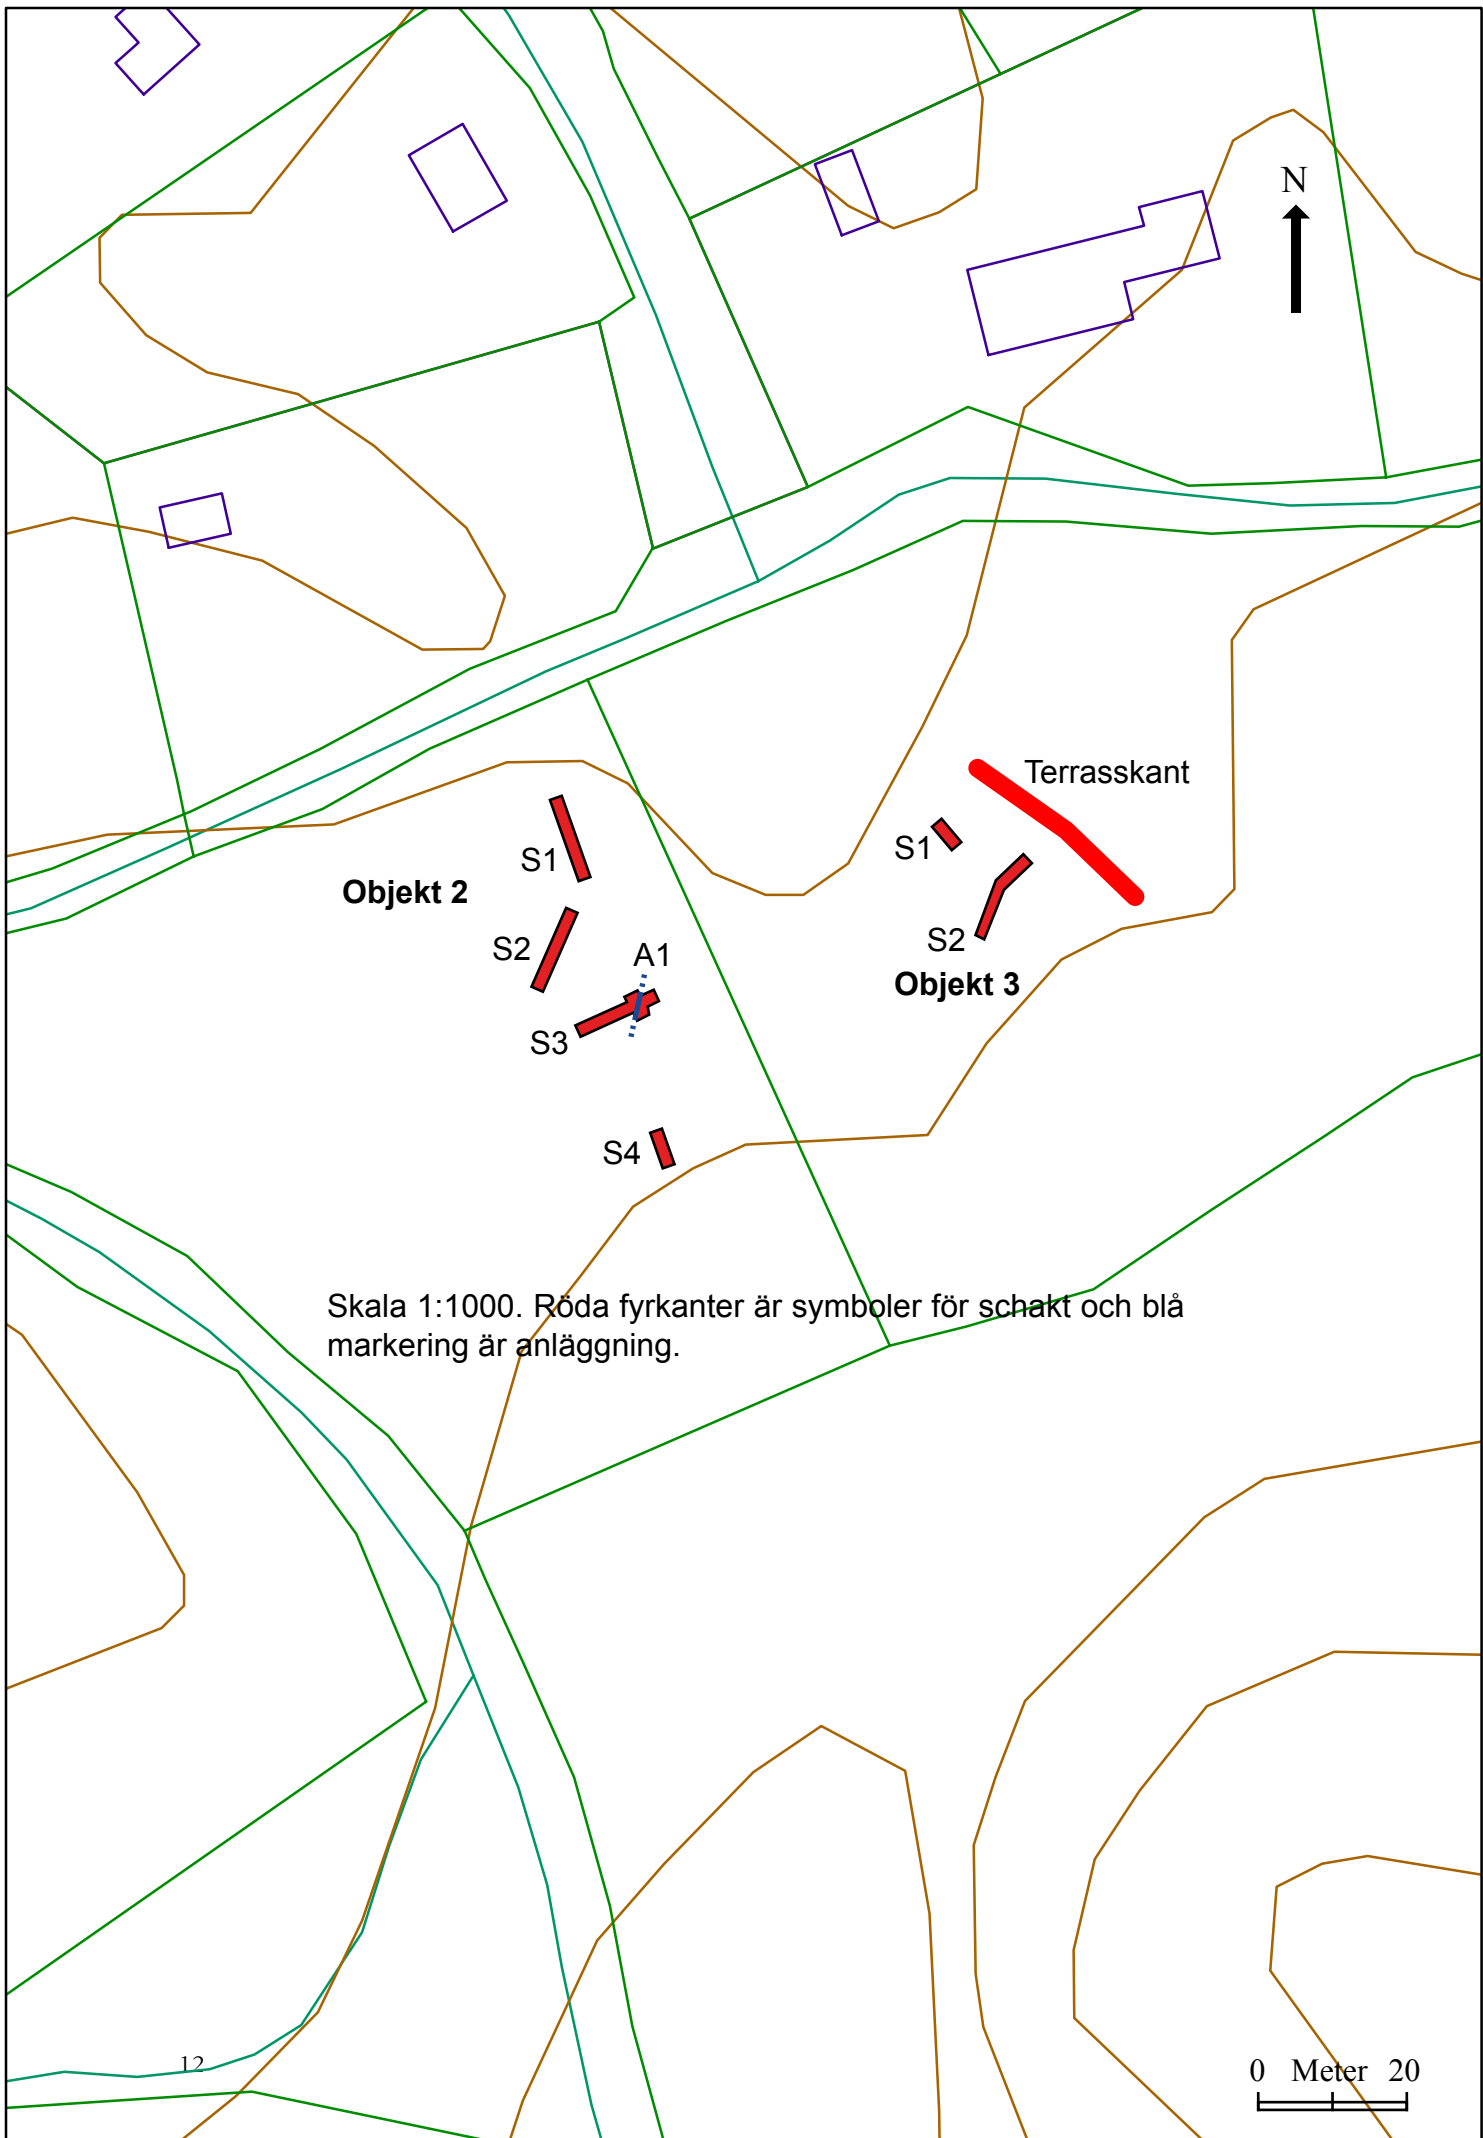 N
Terrasskant
S1
S1
Objekt 2
S2
S2
A1
Objekt 3
S3
S4
Skala 1:1000. Röda fyrkanter är symboler för schakt och blå
markering är anläggning.
12
0 Meter 20